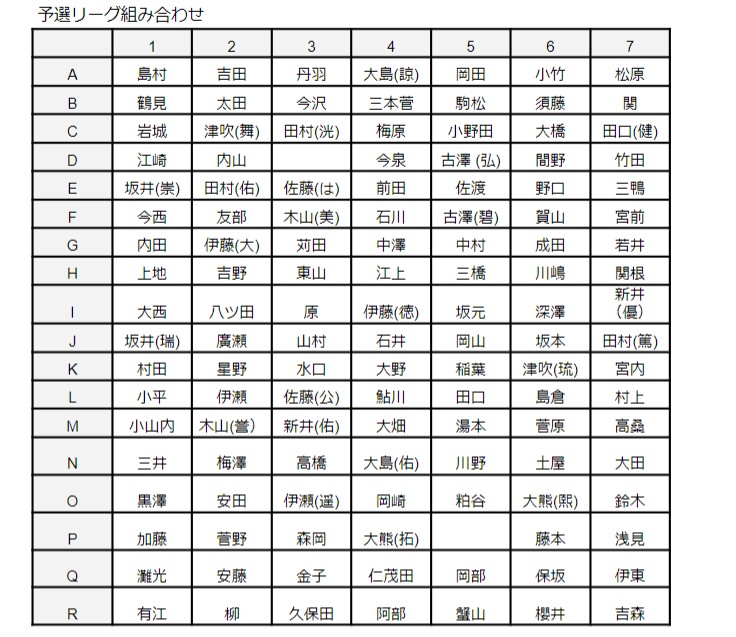 予選リーグ組み合わせ
1 2 3 4 5 6 7
A 島村 吉田 丹羽 大島(諒) 岡田 小竹 松原
B 鶴見 太田 今沢 三本菅 駒松 須藤 関
C 岩城 津吹(舞) 田村(洸) 梅原 小野田 大橋 田口(健)
D 江崎 内山 今泉 古澤 (弘) 間野 竹田
E 坂井(崇) 田村(佑) 佐藤(は) 前田 佐渡 野口 三鴨
F 今西 友部 木山(美) 石川 古澤(碧) 賀山 宮前
G 内田 伊藤(大) 苅田 中澤 中村 成田 若井
H 上地 吉野 東山 江上 三橋 川嶋 関根
I 大西 八ツ田 原 伊藤(徳) 坂元 深澤 新井
（優）
J 坂井(瑞) 廣瀬 山村 石井 岡山 坂本 田村(篤)
K 村田 星野 水口 大野 稲葉 津吹(琉) 宮内
L 小平 伊瀬 佐藤(公) 鮎川 田口 島倉 村上
M 小山内 木山(誉） 新井(佑) 大畑 湯本 菅原 高桑
N 三井 梅澤 高橋 大島(佑) 川野 土屋 大田
O 黒澤 安田 伊瀬(遥) 岡崎 粕谷 大熊(熙) 鈴木
P 加藤 菅野 森岡 大熊(拓) 藤本 浅見
Q 灘光 安藤 金子 仁茂田 岡部 保坂 伊東
R 有江 柳 久保田 阿部 蟹山 櫻井 吉森